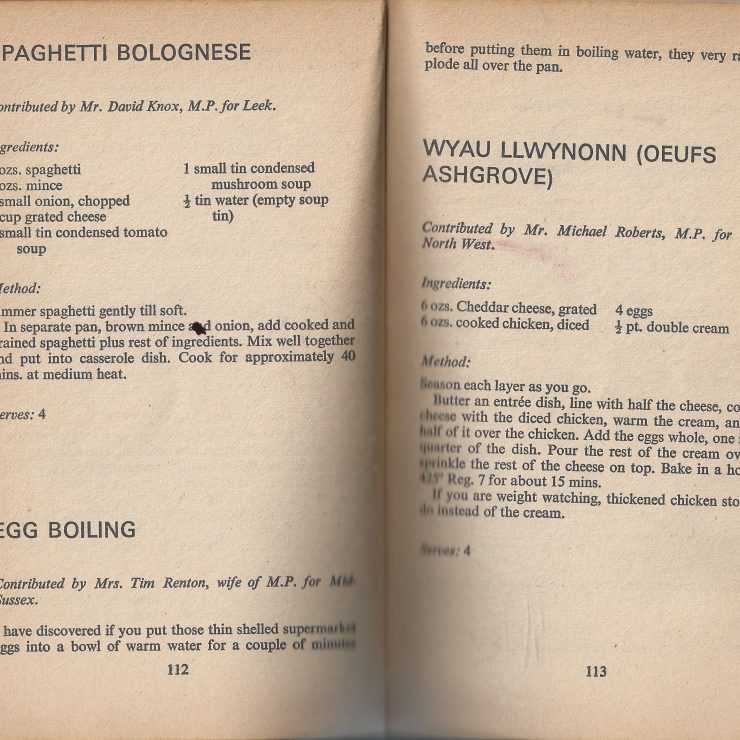 PAGHETTI BOLOGNESE
ontributed by Mr. David Knox, M.P. for Leek.
gredients:
ozs. spaghetti
ozs. mince
small onion, chopped
cup grated cheese
small tin condensed tomato
soup
1 small tin condensed
mushroom soup
½ tin water (empty soup
tin)
ethod:
mmer spaghetti gently till soft.
In separate pan, brown mince and onion, add cooked and
rained spaghetti plus rest of ingredients. Mix well together
nd put into casserole dish. Cook for approximately 40
ins. at medium heat.
erves: 4
EGG BOILING
Contributed by Mrs. Tim Renton, wife of M.P. for Mid-
Sussex.
have discovered if you put those thin shelled supermarket
ggs into a bowl of warm water for a couple of minutes
112
before putting them in boiling water, they very ra
plode all over the pan.
WYAU LLWYNONN (OEUFS
ASHGROVE)
Contributed by Mr. Michael Roberts, M.P. for
North West.
Ingredients:
6 ozs. Cheddar cheese, grated
6 ozs. cooked chicken, diced
4 eggs
½ pt. double cream
Method:
Season each layer as you go.
Butter an entrée dish, line with half the cheese, co
cheese with the diced chicken, warm the cream, an
half of it over the chicken. Add the eggs whole, one i
quarter of the dish. Pour the rest of the cream ov
sprinkle the rest of the cheese on top. Bake in a ho
425° Reg. 7 for about 15 mins.
If you are weight watching, thickened chicken sto
do instead of the cream.
Serves: 4
113